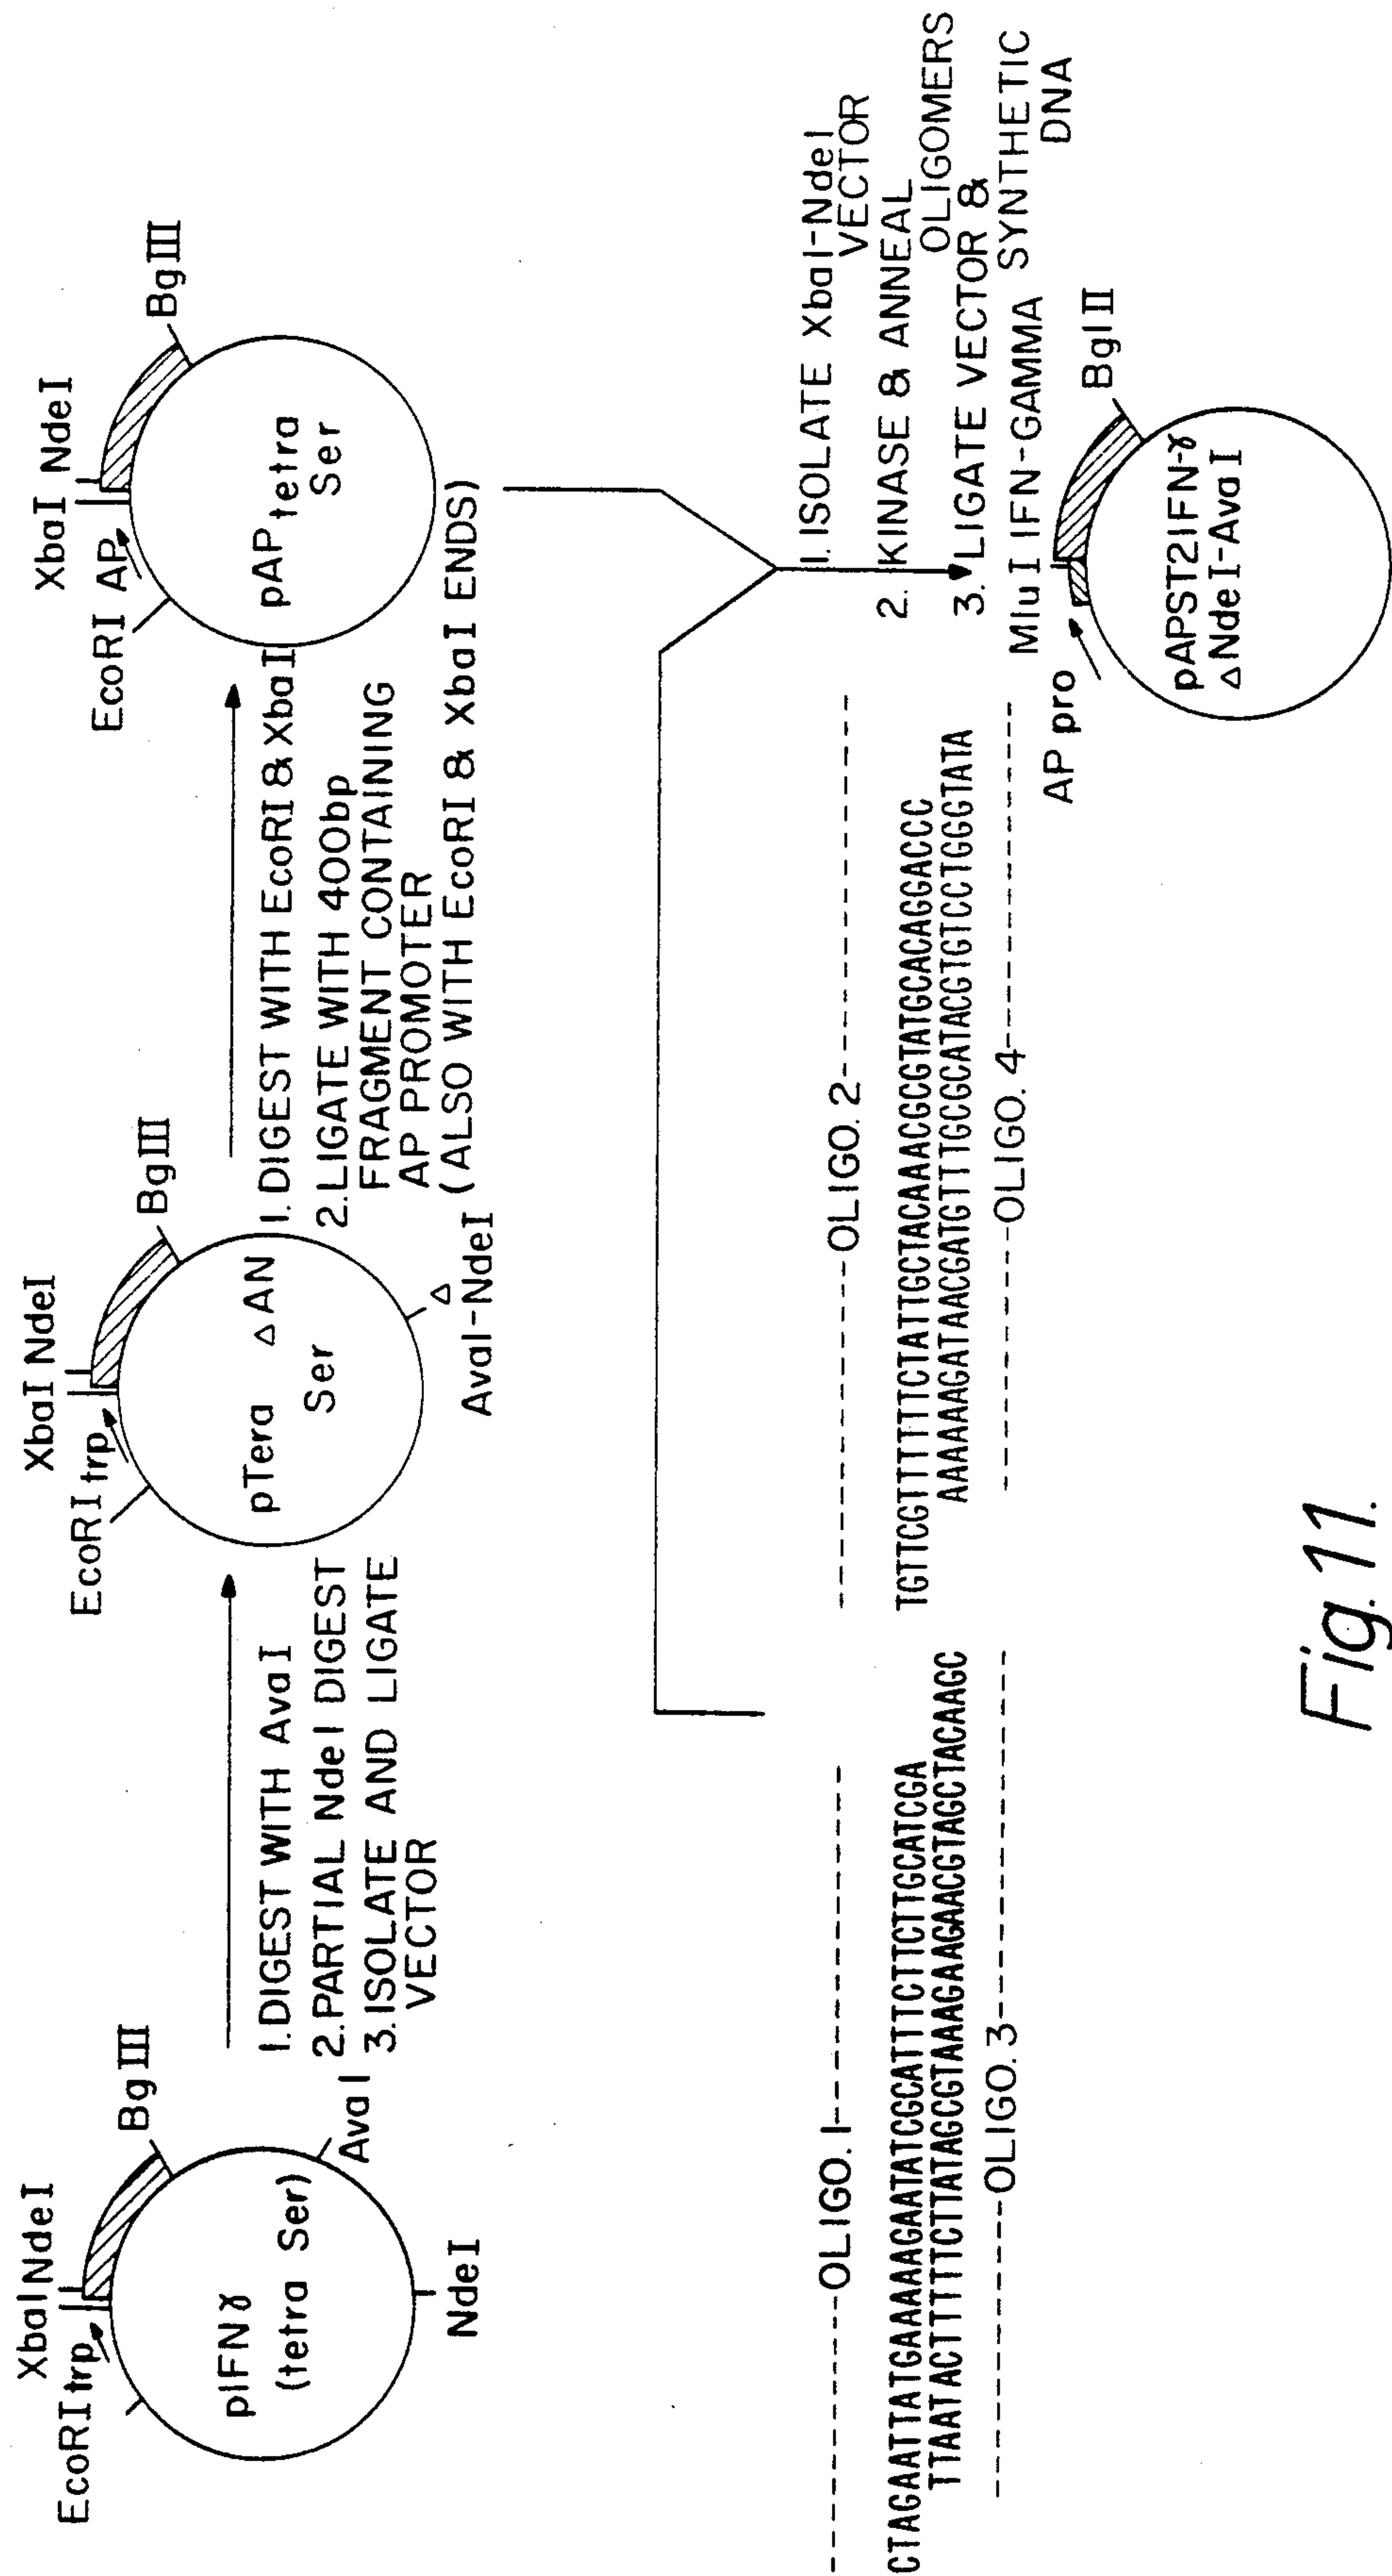 XbaI NdeI
EcoRI trp
BgIII
pIFNγ
(tetra Ser)
AvaI
NdeI
1. DIGEST WITH AvaI
2. PARTIAL NdeI DIGEST
3. ISOLATE AND LIGATE
VECTOR
XbaI NdeI
EcoRI trp
BgIII
pTera ΔAN
Ser
Δ
AvaI-NdeI
1. DIGEST WITH EcoRI & XbaI
2. LIGATE WITH 400bp
FRAGMENT CONTAINING
AP PROMOTER
(ALSO WITH EcoRI & XbaI ENDS)
XbaI NdeI
EcoRI AP
BgIII
pAP tetra
Ser
-----OLIGO. 1-----
CTAGAATTATGAAAAAGAATATCGCATTTCTTCTTGCATCGA
TTAATACTTTTTCTTATAGCGTAAAGAAGAACGTAGCTACAAGC
-----OLIGO. 3-----
-----OLIGO. 2-----
TGTTCGTTTTTTCTATTGCTACAAACGCGTATGCACAGGACCC
AAAAAAGATAACGATGTTTGCGCATACGTGTCCTGGGTATA
-----OLIGO. 4-----
1. ISOLATE XbaI-NdeI
VECTOR
2. KINASE & ANNEAL
OLIGOMERS
3. LIGATE VECTOR &
SYNTHETIC
DNA
MluI IFN-GAMMA
AP pro
BglII
pAPST2IFN-γ
ΔNdeI-AvaI
Fig. 11.